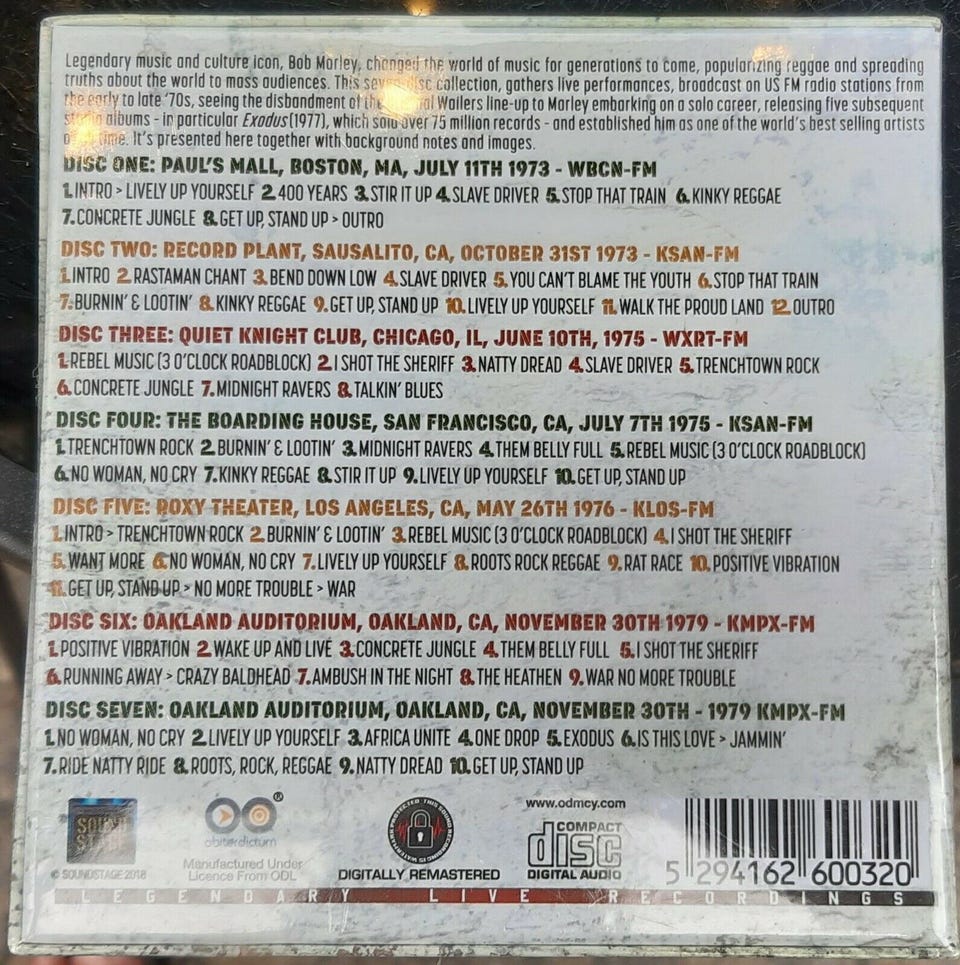 Legendary music and culture icon, Bob Marley, changed the world of music for generations to come, popularizing reggae and spreading
truths about the world to mass audiences. This seven disc collection, gathers live performances, broadcast on US FM radio stations from
the early to late '70s, seeing the disbandment of the Wailers line-up to Marley embarking on a solo career, releasing five subsequent
studio albums - in particular Exodus (1977), which sold over 75 million records - and established him as one of the world's best selling artists
time. It's presented here together with background notes and images.
DISC ONE: PAUL'S MALL, BOSTON, MA, JULY 11TH 1973 - WBCN-FM
1. INTRO > LIVELY UP YOURSELF 2. 400 YEARS 3. STIR IT UP 4. SLAVE DRIVER 5. STOP THAT TRAIN 6. KINKY REGGAE
7. CONCRETE JUNGLE 8. GET UP, STAND UP > OUTRO
DISC TWO: RECORD PLANT, SAUSALITO, CA, OCTOBER 31ST 1973 - KSAN-FM
1. INTRO 2. RASTAMAN CHANT 3. BEND DOWN LOW 4. SLAVE DRIVER 5. YOU CAN'T BLAME THE YOUTH 6. STOP THAT TRAIN
7. BURNIN' & LOOTIN' 8. KINKY REGGAE 9. GET UP, STAND UP 10. LIVELY UP YOURSELF 11. WALK THE PROUD LAND 12. OUTRO
DISC THREE: QUIET KNIGHT CLUB, CHICAGO, IL, JUNE 10TH, 1975 - WXRT-FM
1. REBEL MUSIC (3 O'CLOCK ROADBLOCK) 2. I SHOT THE SHERIFF 3. NATTY DREAD 4. SLAVE DRIVER 5. TRENCHTOWN ROCK
6. CONCRETE JUNGLE 7. MIDNIGHT RAVERS 8. TALKIN' BLUES
DISC FOUR: THE BOARDING HOUSE, SAN FRANCISCO, CA, JULY 7TH 1975 - KSAN-FM
1. TRENCHTOWN ROCK 2. BURNIN' & LOOTIN' 3. MIDNIGHT RAVERS 4. THEM BELLY FULL 5. REBEL MUSIC (3 O'CLOCK ROADBLOCK)
6. NO WOMAN, NO CRY 7. KINKY REGGAE 8. STIR IT UP 9. LIVELY UP YOURSELF 10. GET UP, STAND UP
DISC FIVE: ROXY THEATER, LOS ANGELES, CA, MAY 26TH 1976 - KLOS-FM
1. INTRO > TRENCHTOWN ROCK 2. BURNIN' & LOOTIN' 3. REBEL MUSIC (3 O'CLOCK ROADBLOCK) 4. I SHOT THE SHERIFF
5. WANT MORE 6. NO WOMAN, NO CRY 7. LIVELY UP YOURSELF 8. ROOTS ROCK REGGAE 9. RAT RACE 10. POSITIVE VIBRATION
11. GET UP, STAND UP > NO MORE TROUBLE > WAR
DISC SIX: OAKLAND AUDITORIUM, OAKLAND, CA, NOVEMBER 30TH 1979 - KMPX-FM
1. POSITIVE VIBRATION 2. WAKE UP AND LIVE 3. CONCRETE JUNGLE 4. THEM BELLY FULL 5. I SHOT THE SHERIFF
6. RUNNING AWAY > CRAZY BALDHEAD 7. AMBUSH IN THE NIGHT 8. THE HEATHEN 9. WAR NO MORE TROUBLE
DISC SEVEN: OAKLAND AUDITORIUM, OAKLAND, CA, NOVEMBER 30TH - 1979 KMPX-FM
1. NO WOMAN, NO CRY 2. LIVELY UP YOURSELF 3. AFRICA UNITE 4. ONE DROP 5. EXODUS 6. IS THIS LOVE > JAMMIN'
7. RIDE NATTY RIDE 8. ROOTS, ROCK, REGGAE 9. NATTY DREAD 10. GET UP, STAND UP
SOUND STAGE
© SOUNDSTAGE 2018
obiterdictum
Manufactured Under
Licence From ODL
DIGITALLY REMASTERED
www.odmcy.com
COMPACT
disc
DIGITAL AUDIO
5 294162 600320
LEGENDARY LIVE RECORDINGS